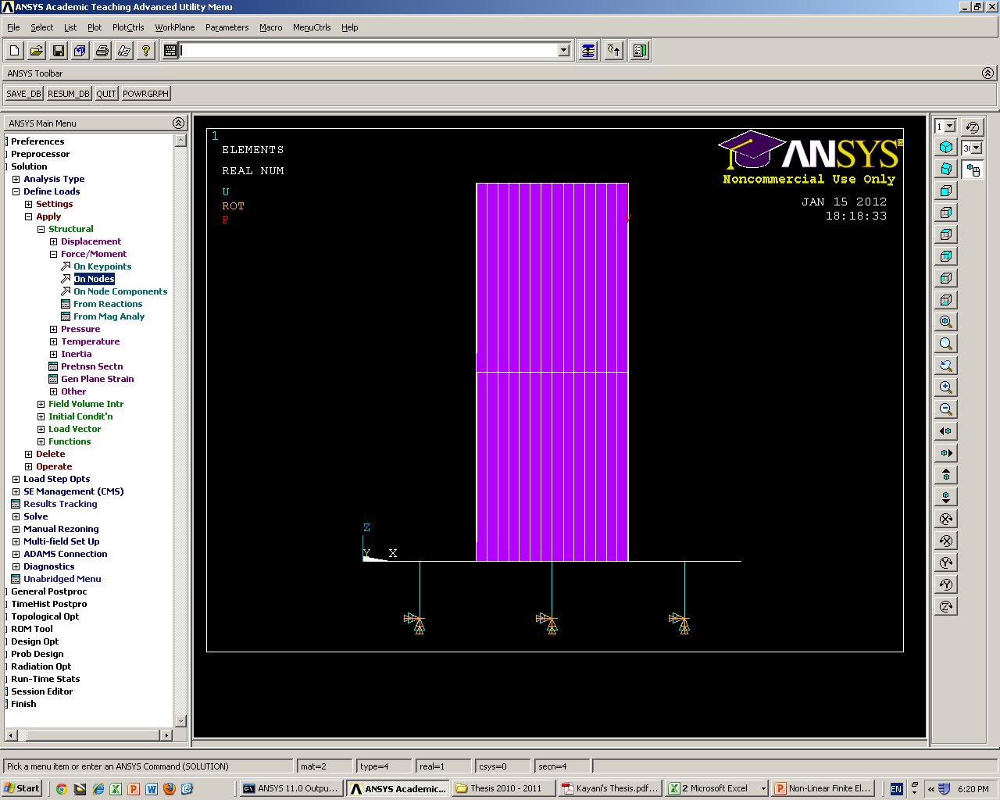 ANSYS Academic Teaching Advanced Utility Menu
File Select List Plot PlotCtrls WorkPlane Parameters Macro MenuCtrls Help
ANSYS Toolbar
SAVE_DB RESUM_DB QUIT POWRGRPH
ANSYS Main Menu
Preferences
Preprocessor
Solution
Analysis Type
Define Loads
Settings
Apply
Structural
Displacement
Force/Moment
On Keypoints
On Nodes
On Node Components
From Reactions
From Mag Analy
Pressure
Temperature
Inertia
Pretnsn Sectn
Gen Plane Strain
Other
Field Volume Intr
Initial Condit'n
Load Vector
Functions
Delete
Operate
Load Step Opts
SE Management (CMS)
Results Tracking
Solve
Manual Rezoning
Multi-field Set Up
ADAMS Connection
Diagnostics
Unabridged Menu
General Postproc
TimeHist Postpro
Topological Opt
ROM Tool
Design Opt
Prob Design
Radiation Opt
Run-Time Stats
Session Editor
Finish
1
ELEMENTS
REAL NUM
U
ROT
F
ANSYS
Noncommercial Use Only
JAN 15 2012
18:18:33
Z
Y X
1
Pick a menu item or enter an ANSYS Command (SOLUTION) mat=2 type=4 real=1 csys=0 secn=4
Start ANSYS 11.0 Outpu... ANSYS Academic... Thesis 2010 - 2011 Kayani's Thesis.pdf... 2 Microsoft Excel Non-Linear Finite El... EN 6:20 PM